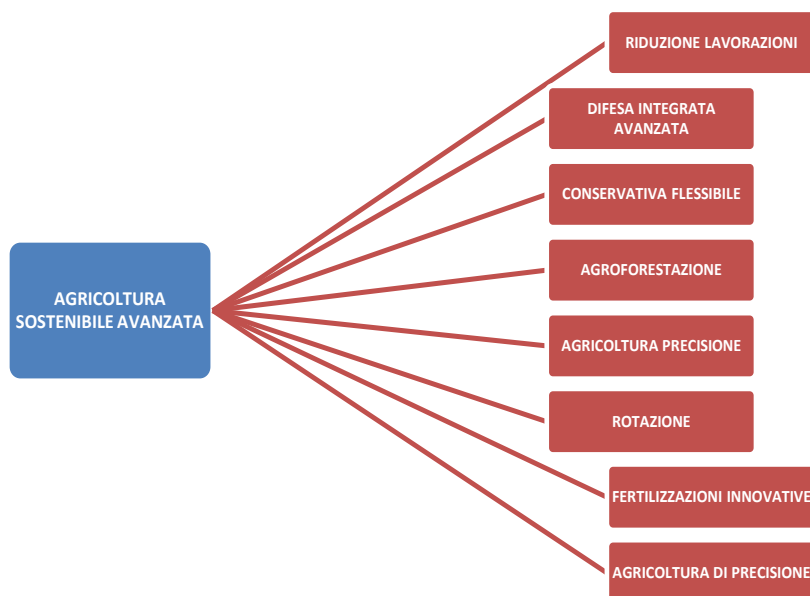 RIDUZIONE LAVORAZIONI
DIFESA INTEGRATA
AVANZATA
CONSERVATIVA FLESSIBILE
AGROFORESTAZIONE
AGRICOLTURA
SOSTENIBILE AVANZATA
AGRICOLTURA PRECISIONE
ROTAZIONE
FERTILIZZAZIONI INNOVATIVE
AGRICOLTURA DI PRECISIONE